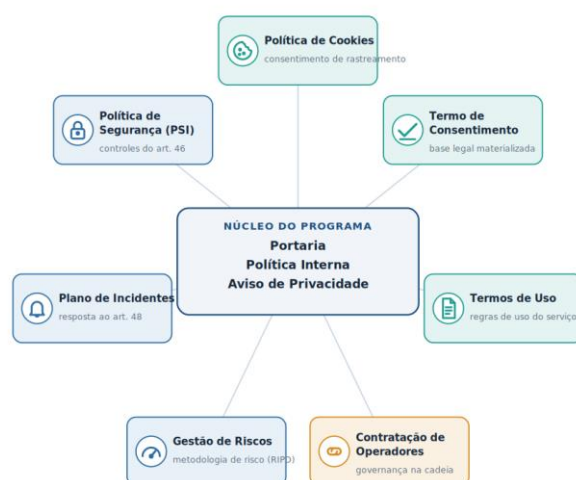 Política de Cookies
consentimento de rastreamento
Política de
Segurança (PSI)
controles do art. 46
Termo de
Consentimento
base legal materializada
NÚCLEO DO PROGRAMA
Portaria
Política Interna
Aviso de Privacidade
Plano de Incidentes
resposta ao art. 48
Termos de Uso
regras de uso do serviço
Gestão de Riscos
metodologia de risco (RIPD)
Contratação de
Operadores
governança na cadeia